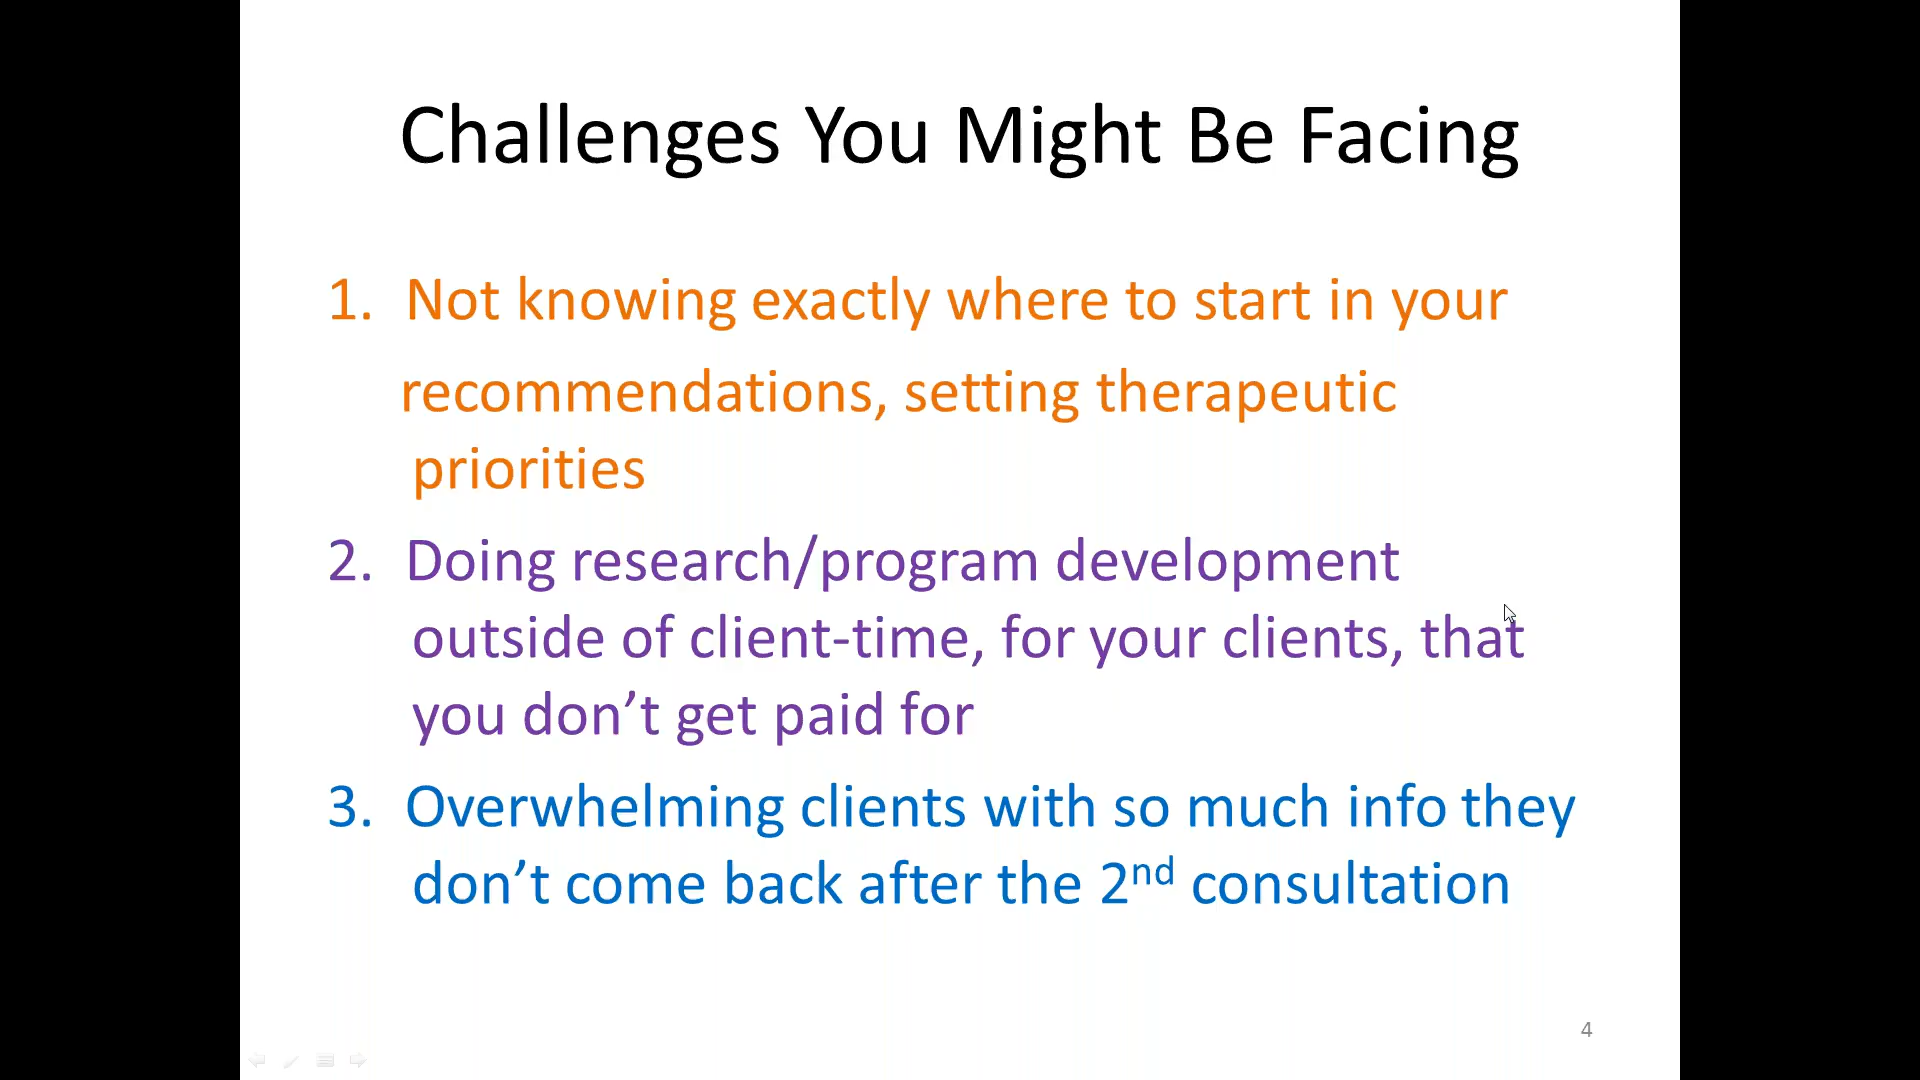 Challenges You Might Be Facing
1. Not knowing exactly where to start in your
recommendations, setting therapeutic
priorities
2. Doing research/program development
outside of client-time, for your clients, that
you don’t get paid for
3. Overwhelming clients with so much info they
don’t come back after the 2nd consultation
4